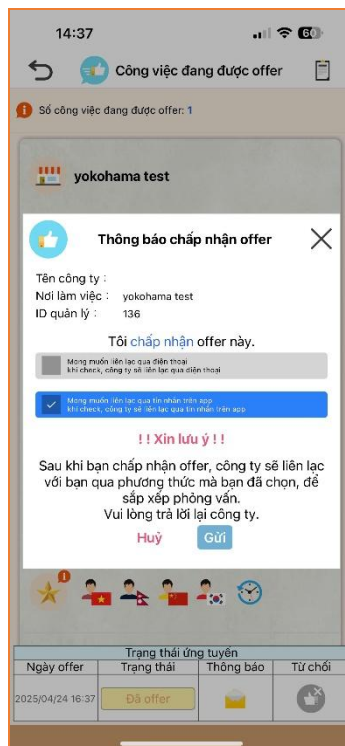 14:37
60
Công việc đang được offer
Số công việc đang được offer: 1
yokohama test
Thông báo chấp nhận offer
Tên công ty :
Nơi làm việc : yokohama test
ID quản lý : 136
Tôi chấp nhận offer này.
Mong muốn liên lạc qua điện thoại
khi check, công ty sẽ liên lạc qua điện thoại
Mong muốn liên lạc qua tin nhắn trên app
khi check, công ty sẽ liên lạc qua tin nhắn trên app
!! Xin lưu ý !!
Sau khi bạn chấp nhận offer, công ty sẽ liên lạc
với bạn qua phương thức mà bạn đã chọn, để
sắp xếp phỏng vấn.
Vui lòng trả lời lại công ty.
Huỷ Gửi
Trạng thái ứng tuyển
Ngày offer Trạng thái Thông báo Từ chối
2025/04/24 16:37 Đã offer